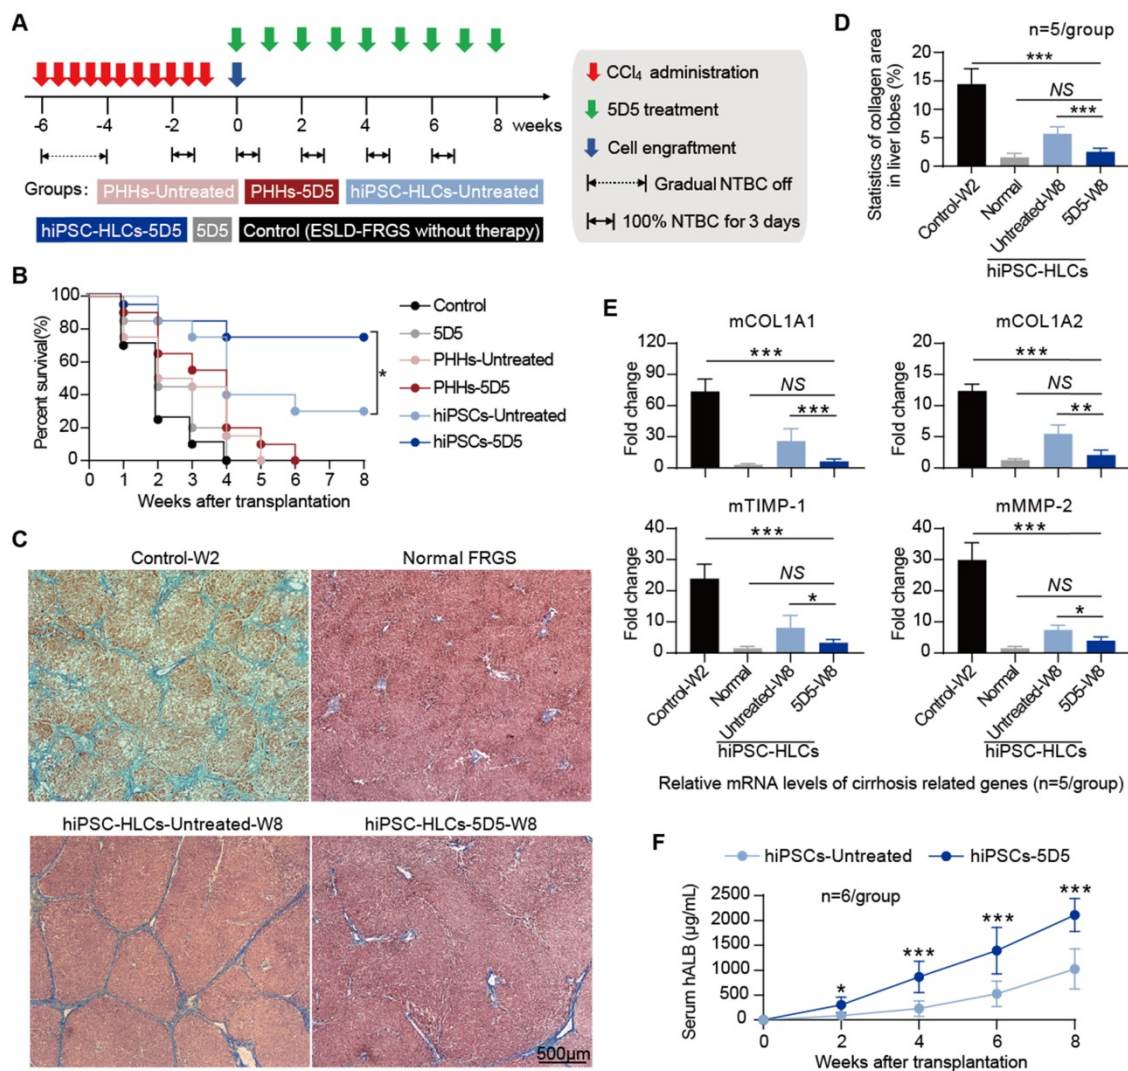 A
CCl₄ administration
5D5 treatment
Cell engraftment
Gradual NTBC off
100% NTBC for 3 days
-6 -4 -2 0 2 4 6 8 weeks
Groups: PHHs-Untreated PHHs-5D5 hiPSC-HLCs-Untreated
hiPSC-HLCs-5D5 5D5 Control (ESLD-FRGS without therapy)
B
Percent survival(%)
100
80
60
40
20
0
0 1 2 3 4 5 6 7 8
Weeks after transplantation
Control
5D5
PHHs-Untreated
PHHs-5D5
hiPSCs-Untreated
hiPSCs-5D5
*
C
Control-W2
Normal FRGS
hiPSC-HLCs-Untreated-W8
hiPSC-HLCs-5D5-W8
500μm
D
n=5/group
Statistics of collagen area
in liver lobes (%)
20
15
10
5
0
***
NS
***
Control-W2
Normal
Untreated-W8
5D5-W8
hiPSC-HLCs
E
mCOL1A1
Fold change
90
60
30
0
***
NS
***
mCOL1A2
Fold change
15
10
5
0
***
NS
**
mTIMP-1
Fold change
40
30
20
10
0
***
NS
*
Control-W2
Normal
Untreated-W8
5D5-W8
hiPSC-HLCs
mMMP-2
Fold change
40
30
20
10
0
***
NS
*
Control-W2
Normal
Untreated-W8
5D5-W8
hiPSC-HLCs
Relative mRNA levels of cirrhosis related genes (n=5/group)
F
hiPSCs-Untreated hiPSCs-5D5
n=6/group
Serum hALB (μg/mL)
2500
2000
1500
1000
500
0
*
***
***
***
0 2 4 6 8
Weeks after transplantation